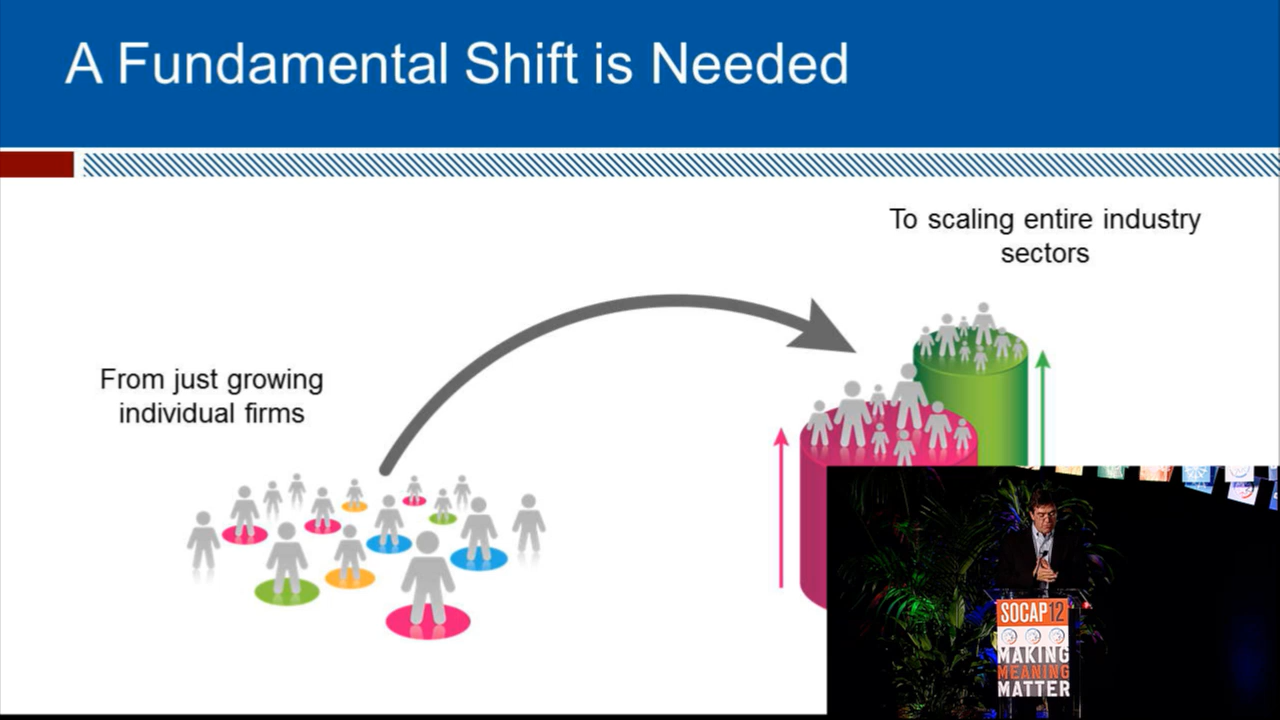 A Fundamental Shift is Needed
To scaling entire industry
sectors
From just growing
individual firms
SOCAP12
MAKING
MEANING
MATTER